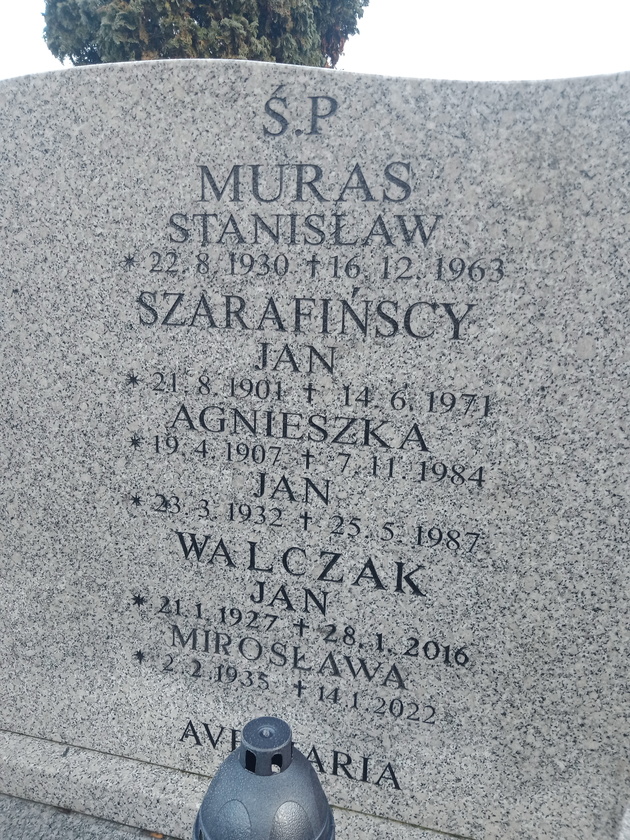 Ś.P
MURAS
STANISŁAW
* 22. 8. 1930 † 16. 12. 1963
SZARAFIŃSCY
JAN
* 21. 8. 1901 † 14. 6. 1971
AGNIESZKA
* 19. 4. 1907 † 7. 11. 1984
JAN
* 23. 3. 1932 † 25. 5. 1987
WALCZAK
JAN
* 21. 1. 1927 † 28. 1. 2016
MIROSŁAWA
* 2. 2. 1935 † 14. 1. 2022
AVE MARIA